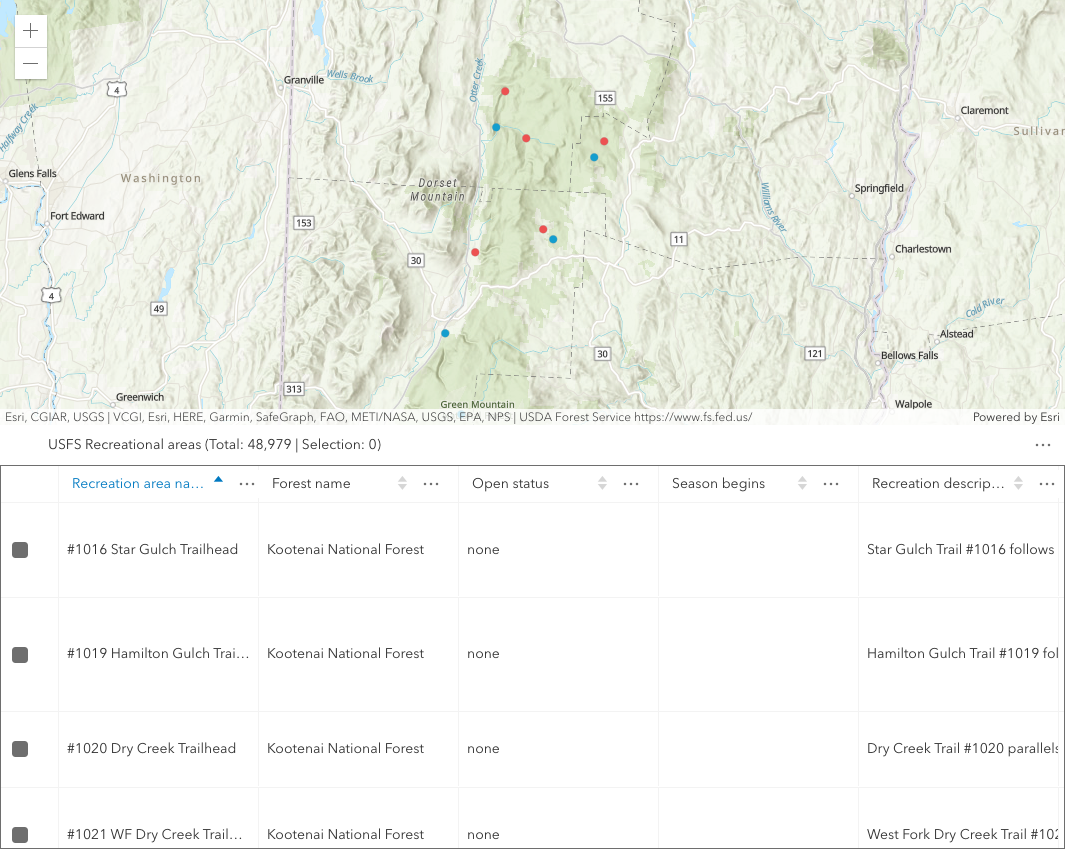 Granville
Wells Brook
Otter Creek
4
155
Claremont
Halfway Creek
Sullivar
Glens Falls
Washington
Dorset
Mountain
Springfield
Williams River
Fort Edward
153
11
30
Charlestown
4
49
Cold River
Alstead
30
121
Bellows Falls
313
Greenwich
Green Mountain
Walpole
Esri, CGIAR, USGS | VCGI, Esri, HERE, Garmin, SafeGraph, FAO, METI/NASA, USGS, EPA, NPS | USDA Forest Service https://www.fs.fed.us/
Powered by Esri
USFS Recreational areas (Total: 48,979 | Selection: 0)
Recreation area na… Forest name Open status Season begins Recreation descrip…
#1016 Star Gulch Trailhead Kootenai National Forest none Star Gulch Trail #1016 follows
#1019 Hamilton Gulch Trai… Kootenai National Forest none Hamilton Gulch Trail #1019 fol
#1020 Dry Creek Trailhead Kootenai National Forest none Dry Creek Trail #1020 parallels
#1021 WF Dry Creek Trail… Kootenai National Forest none West Fork Dry Creek Trail #102